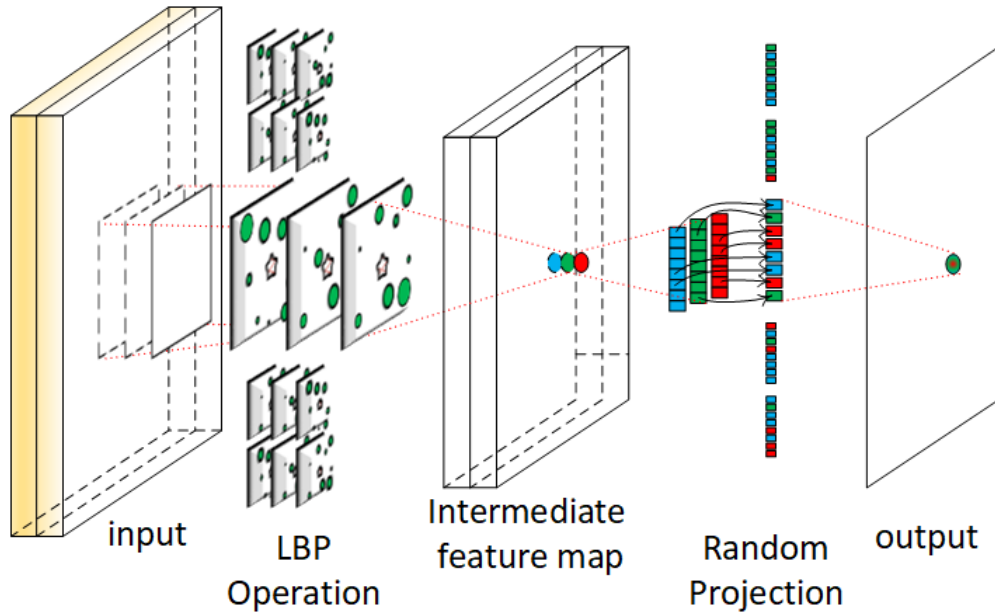 input
LBP
Operation
Intermediate
feature map
Random
Projection
output